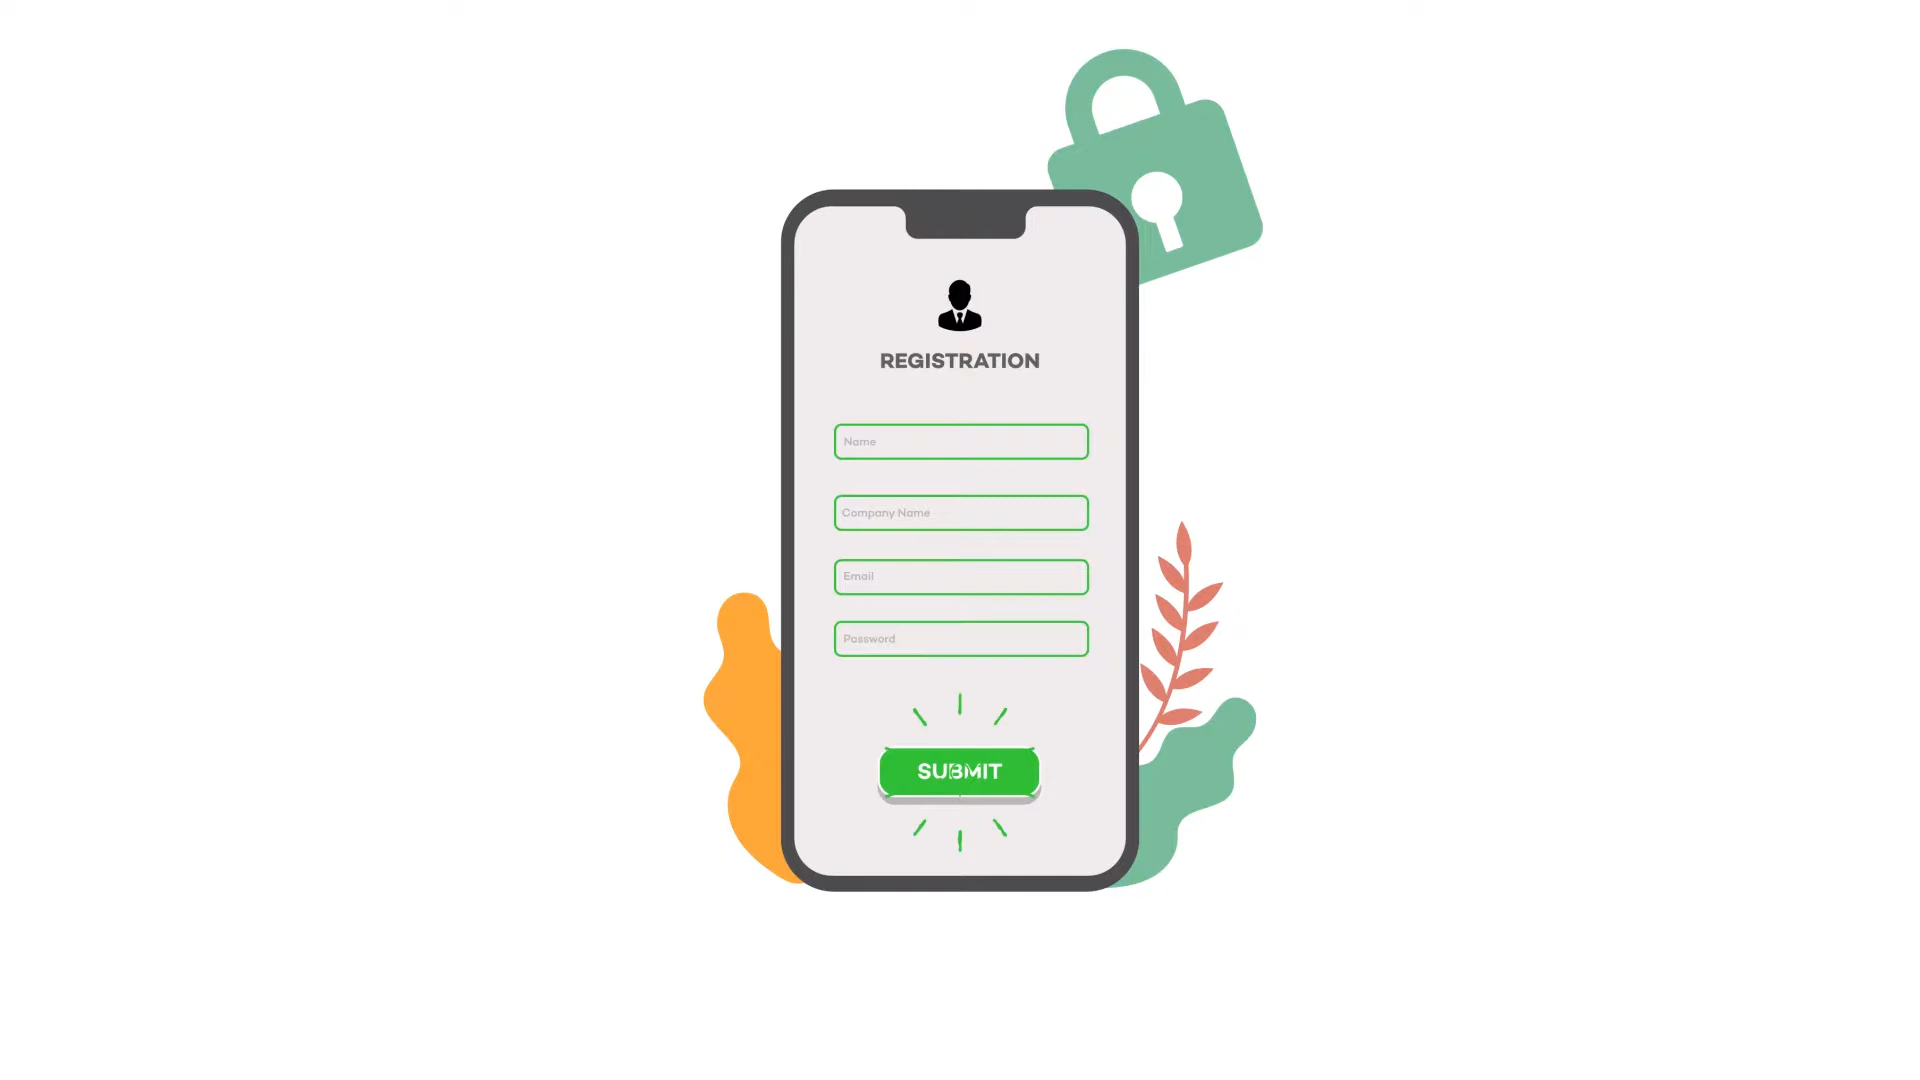 REGISTRATION
Name
Company Name
Email
Password
SUBMIT